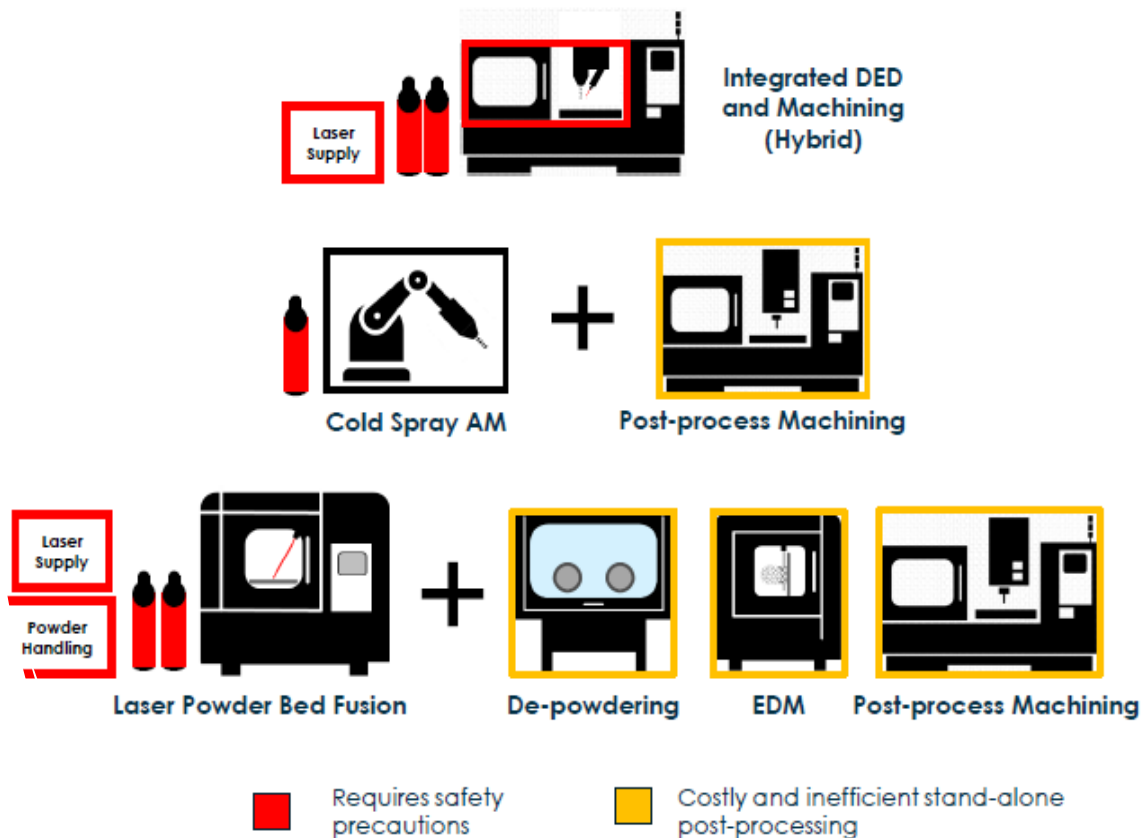 Integrated DED
and Machining
(Hybrid)
Laser
Supply
Cold Spray AM
Post-process Machining
Laser
Supply
Powder
Handling
Laser Powder Bed Fusion
De-powdering
EDM
Post-process Machining
Requires safety
precautions
Costly and inefficient stand-alone
post-processing